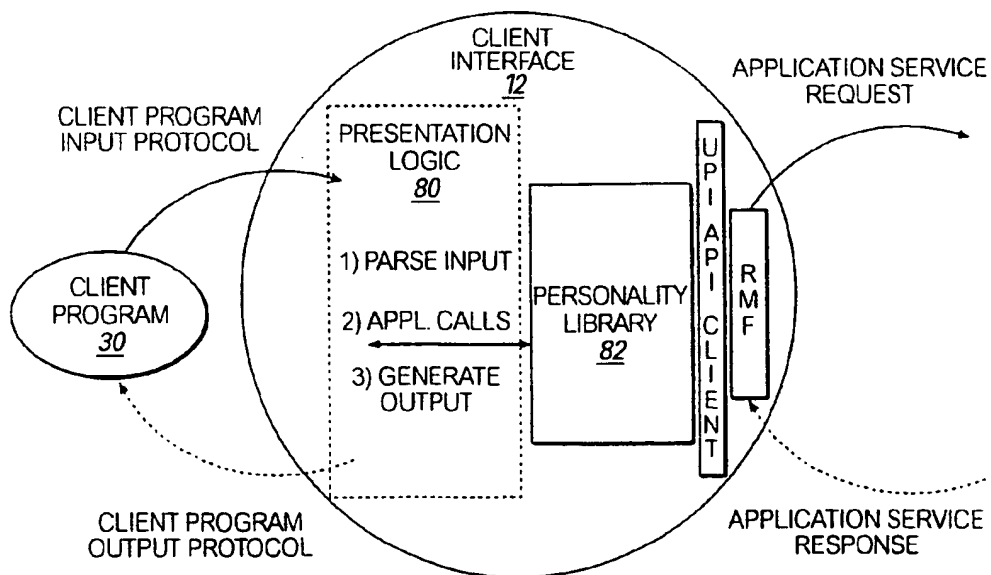 CLIENT
INTERFACE
12
APPLICATION SERVICE
REQUEST
CLIENT PROGRAM
INPUT PROTOCOL
PRESENTATION
LOGIC
80
1) PARSE INPUT
2) APPL. CALLS
3) GENERATE
OUTPUT
CLIENT
PROGRAM
30
PERSONALITY
LIBRARY
82
UPI API CLIENT
RMF
CLIENT PROGRAM
OUTPUT PROTOCOL
APPLICATION SERVICE
RESPONSE